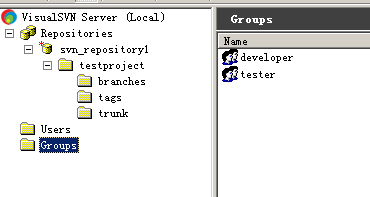 VisualSVN Server (Local)
Repositories
svn_repository1
testproject
branches
tags
trunk
Users
Groups
Groups
Name
developer
tester